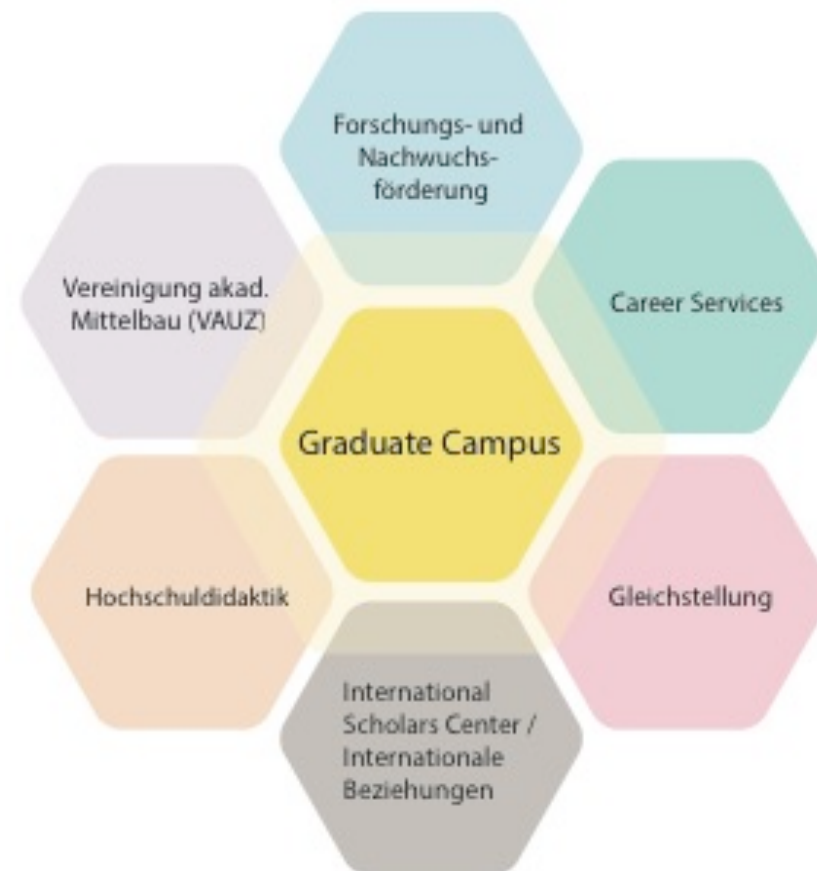 Forschungs- und
Nachwuchs-
förderung
Vereinigung akad.
Mittelbau (VAUZ)
Career Services
Graduate Campus
Hochschuldidaktik
Gleichstellung
International
Scholars Center /
Internationale
Beziehungen